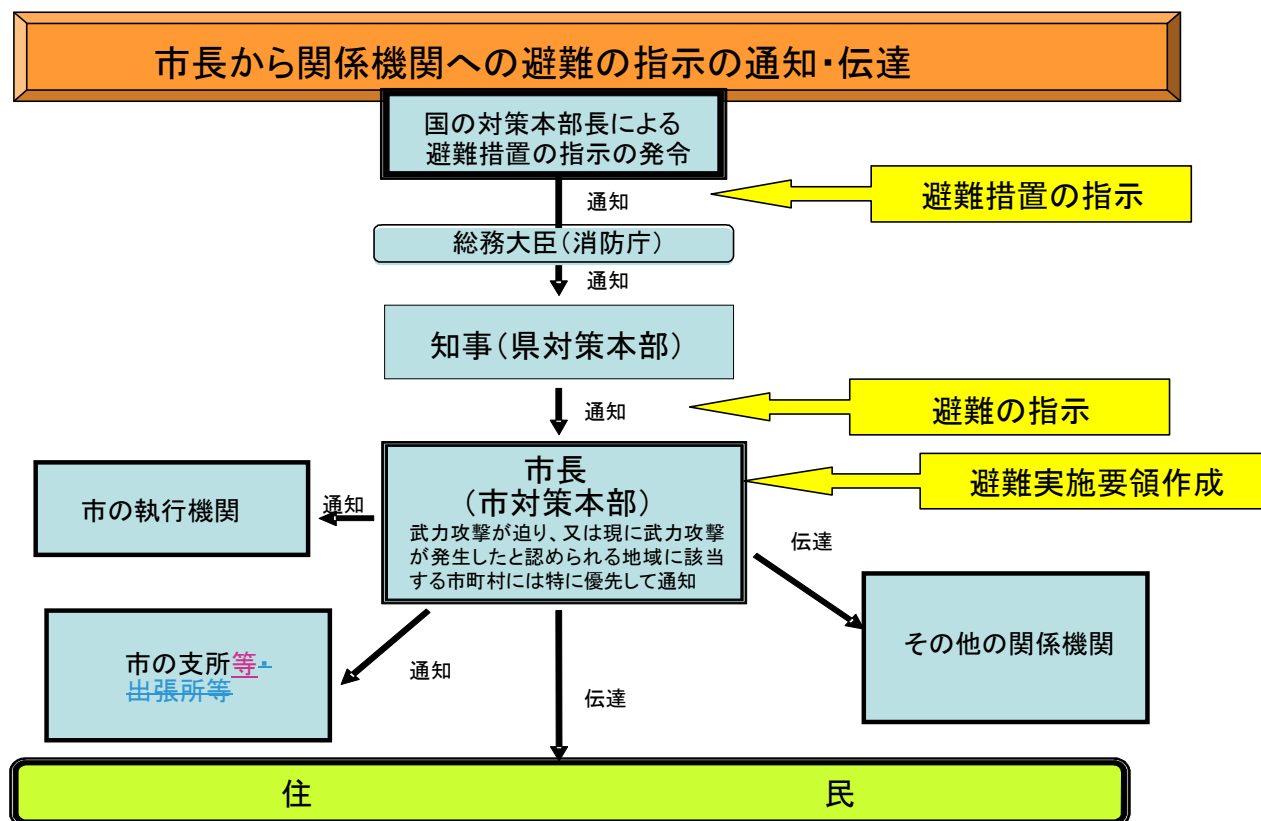 市長から関係機関への避難の指示の通知・伝達
国の対策本部長による
避難措置の指示の発令
通知
避難措置の指示
総務大臣（消防庁）
通知
知事（県対策本部）
通知
避難の指示
市長
（市対策本部）
武力攻撃が迫り、又は現に武力攻撃
が発生したと認められる地域に該当
する市町村には特に優先して通知
避難実施要領作成
市の執行機関
通知
伝達
その他の関係機関
市の支所等・
出張所等
通知
伝達
住民